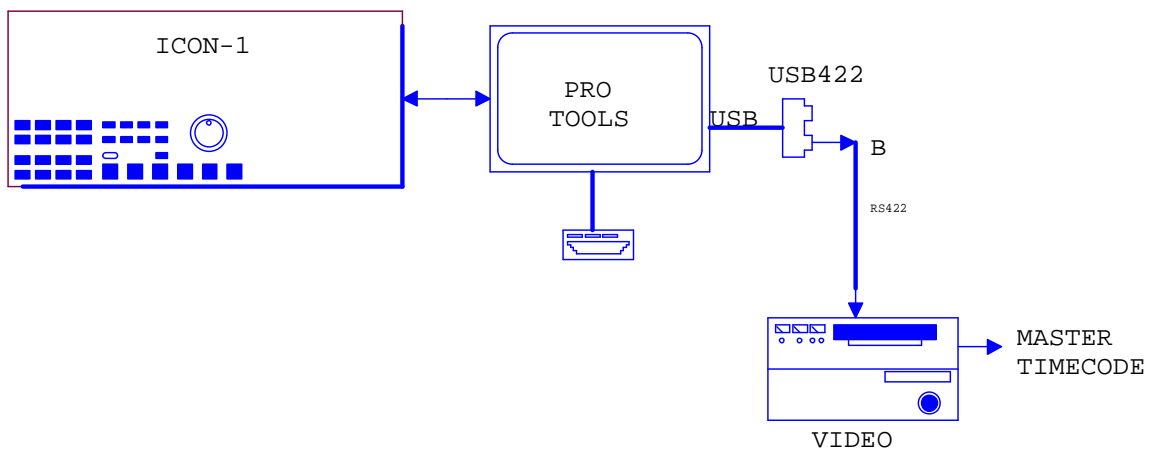 ICON-1
PRO
TOOLS
USB422
USB
B
RS422
MASTER
TIMECODE
VIDEO